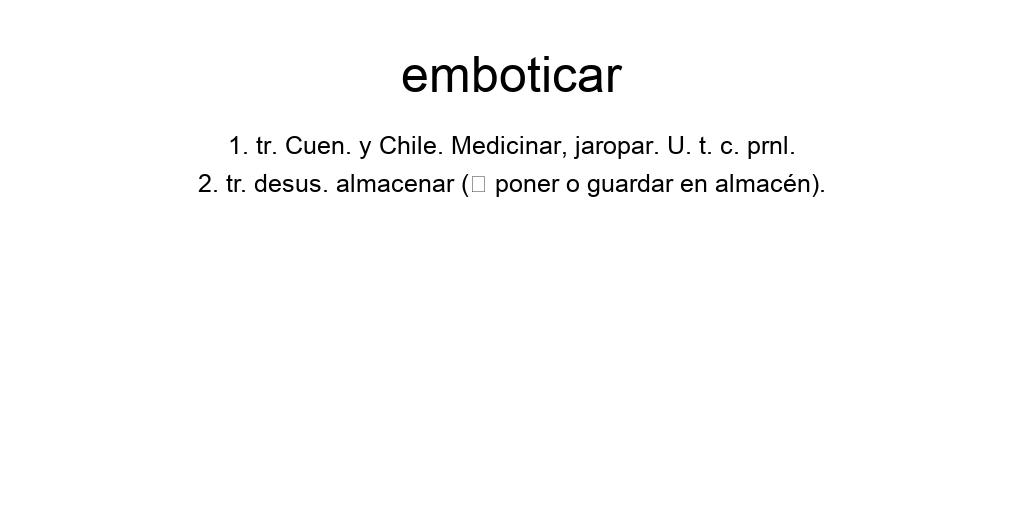 emboticar
1. tr. Cuen. y Chile. Medicinar, jaropar. U. t. c. prnl.
2. tr. desus. almacenar (□ poner o guardar en almacén).